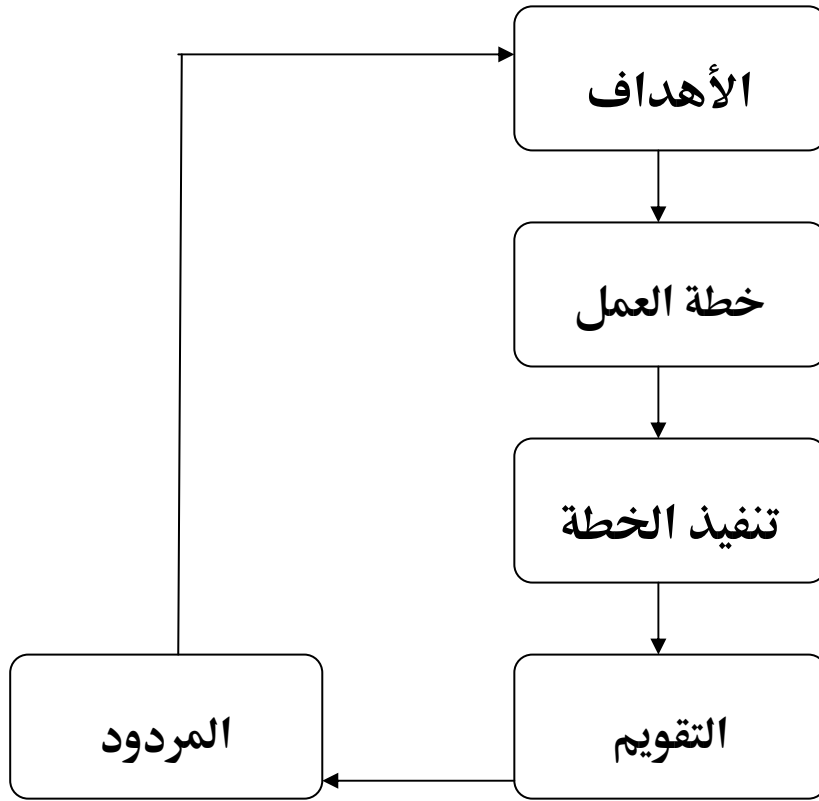 الأهداف
خطة العمل
تنفيذ الخطة
التقويم
المردود